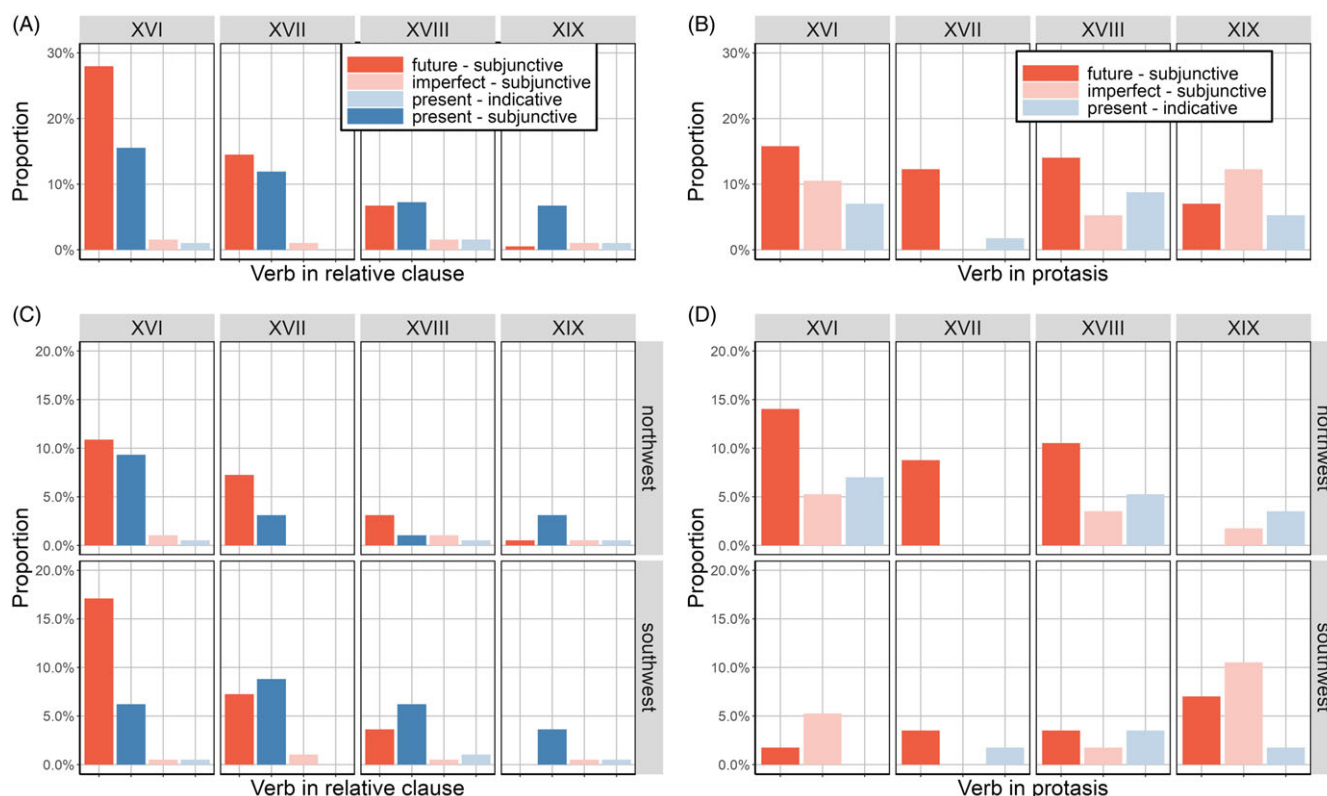 (A)
XVI XVII XVIII XIX
30%
20%
10%
0%
Proportion
future - subjunctive
imperfect - subjunctive
present - indicative
present - subjunctive
Verb in relative clause
(B)
XVI XVII XVIII XIX
30%
20%
10%
0%
Proportion
future - subjunctive
imperfect - subjunctive
present - indicative
Verb in protasis
(C)
XVI XVII XVIII XIX
20.0%
15.0%
10.0%
5.0%
0.0%
northwest
Proportion
20.0%
15.0%
10.0%
5.0%
0.0%
southwest
Verb in relative clause
(D)
XVI XVII XVIII XIX
20.0%
15.0%
10.0%
5.0%
0.0%
northwest
Proportion
20.0%
15.0%
10.0%
5.0%
0.0%
southwest
Verb in protasis